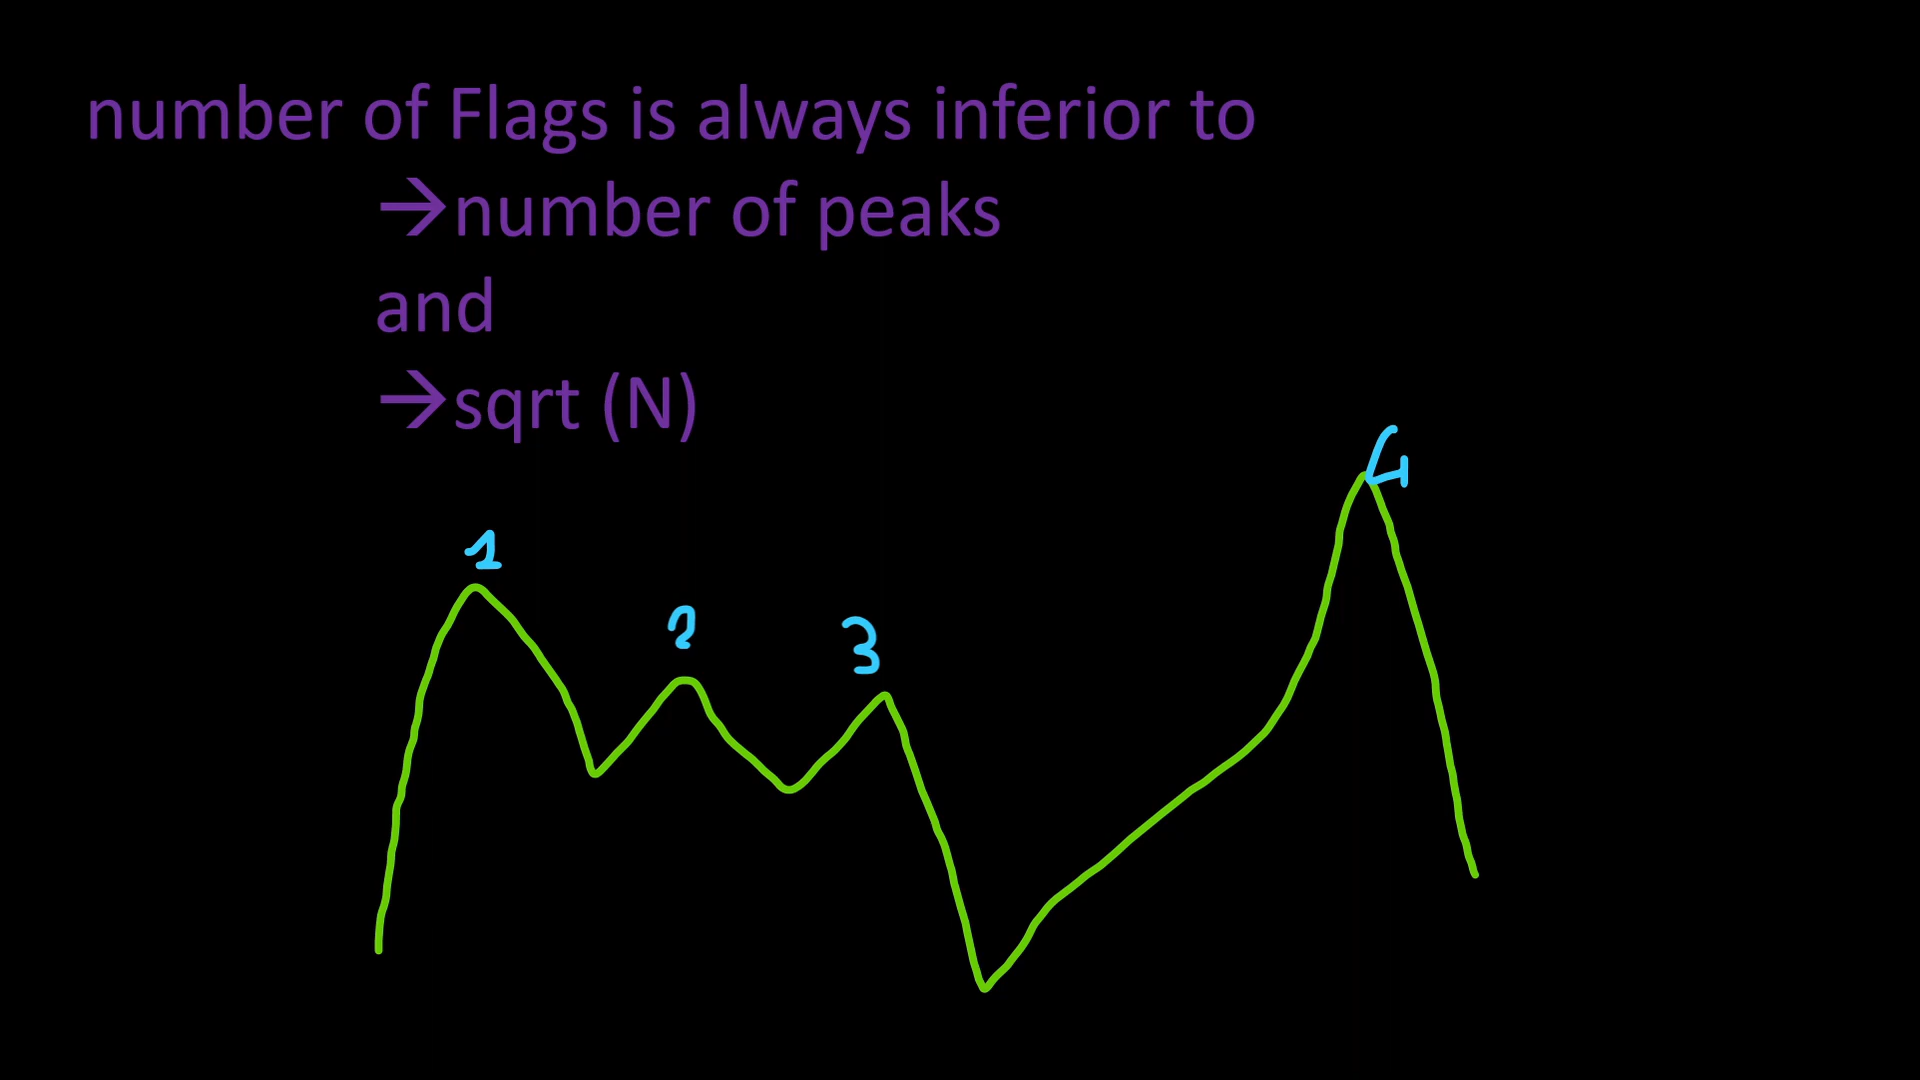 number of Flags is always inferior to
→number of peaks
and
→sqrt (N)
4
1
2
3